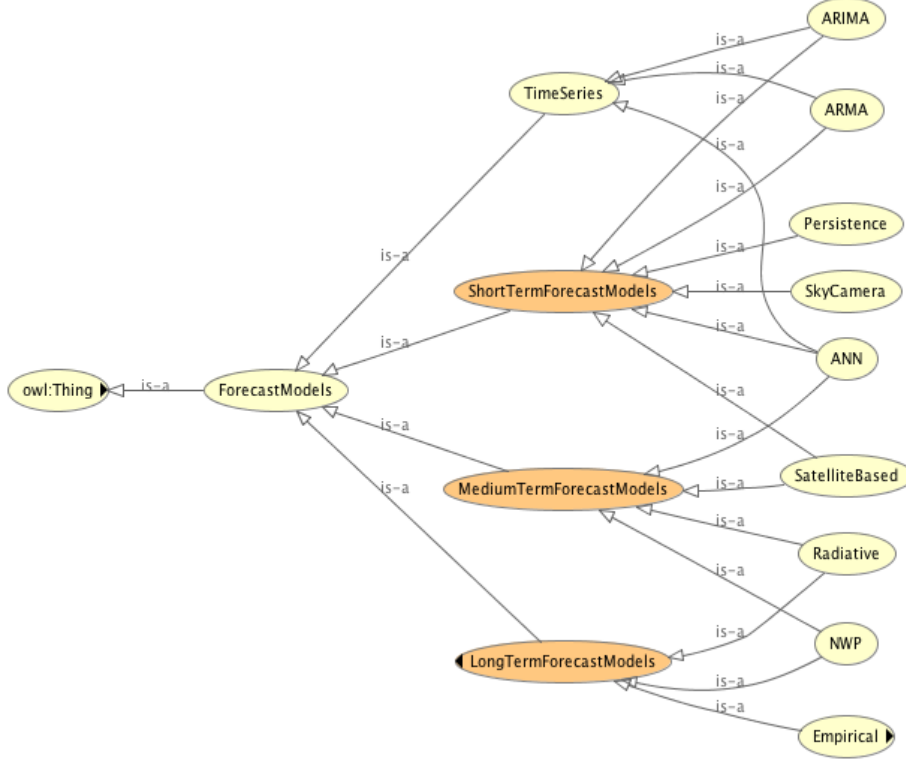 ARIMA
is-a
is-a
TimeSeries
is-a
ARMA
is-a
is-a
Persistence
is-a
is-a
ShortTermForecastModels
is-a
SkyCamera
is-a
is-a
ANN
owl:Thing
is-a
ForecastModels
is-a
is-a
is-a
SatelliteBased
is-a
MediumTermForecastModels
is-a
is-a
Radiative
is-a
is-a
NWP
LongTermForecastModels
is-a
is-a
Empirical